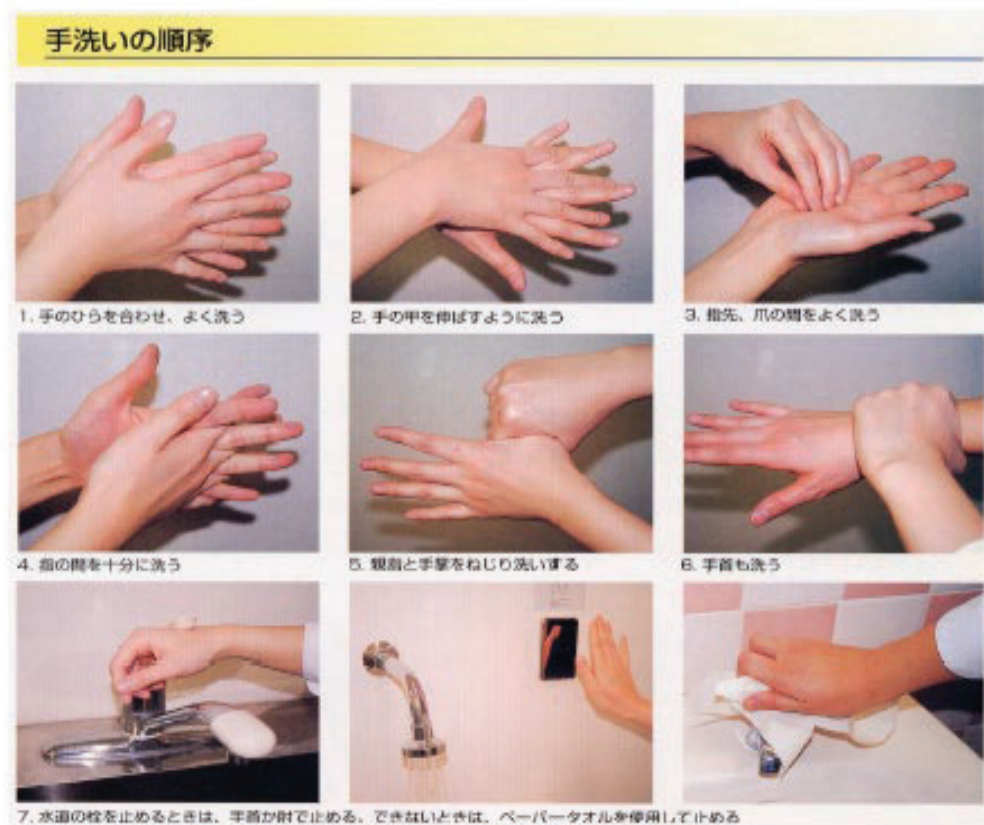 手洗いの順序
1. 手のひらを合わせ、よく洗う
2. 手の甲を伸ばすように洗う
3. 指先、爪の間をよく洗う
4. 指の間を十分に洗う
5. 親指と手掌をねじり洗いする
6. 手首も洗う
7. 水道の栓を止めるときは、手首か肘で止める。できないときは、ペーパータオルを使用して止める